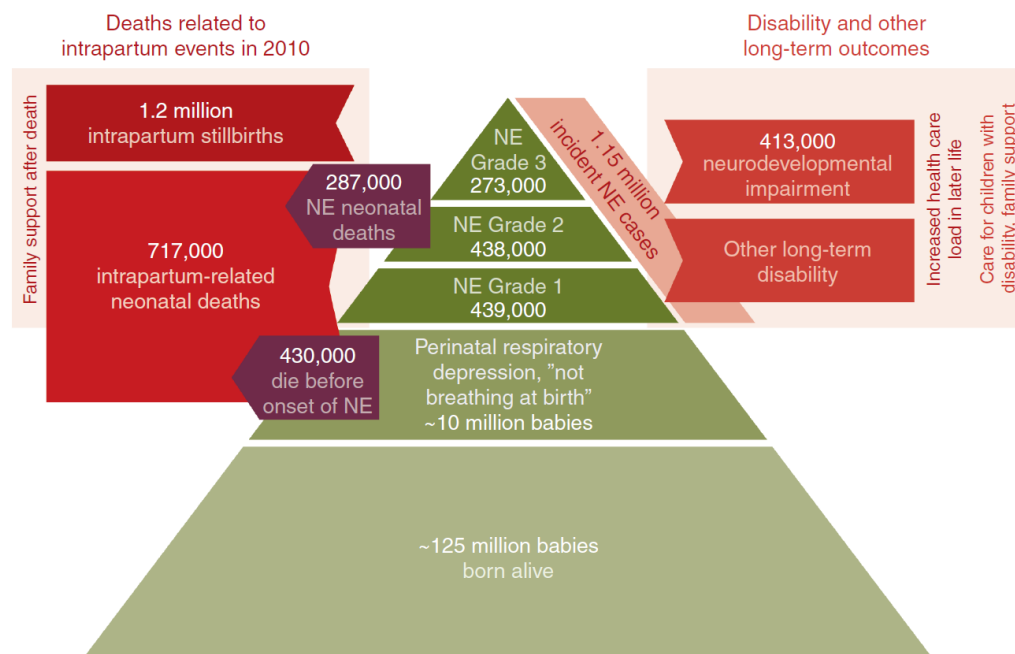 Deaths related to
intrapartum events in 2010
Family support after death
1.2 million
intrapartum stillbirths
717,000
intrapartum-related
neonatal deaths
287,000
NE neonatal
deaths
430,000
die before
onset of NE
NE
Grade 3
273,000
NE Grade 2
438,000
NE Grade 1
439,000
Perinatal respiratory
depression, ”not
breathing at birth”
~10 million babies
~125 million babies
born alive
1.15 million
incident NE cases
Disability and other
long-term outcomes
413,000
neurodevelopmental
impairment
Other long-term
disability
Increased health care
load in later life
Care for children with
disability, family support